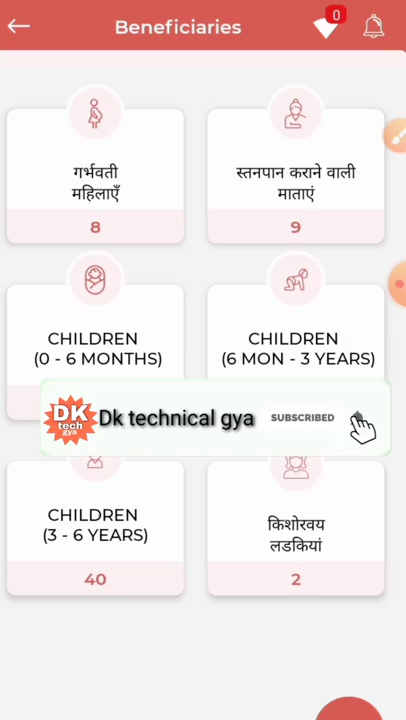 Beneficiaries
0
गर्भवती
महिलाएँ
8
स्तनपान कराने वाली
माताएं
9
CHILDREN
(0 - 6 MONTHS)
CHILDREN
(6 MON - 3 YEARS)
DK
tech
gya
Dk technical gya
SUBSCRIBED
CHILDREN
(3 - 6 YEARS)
40
किशोरवय
लडकियां
2